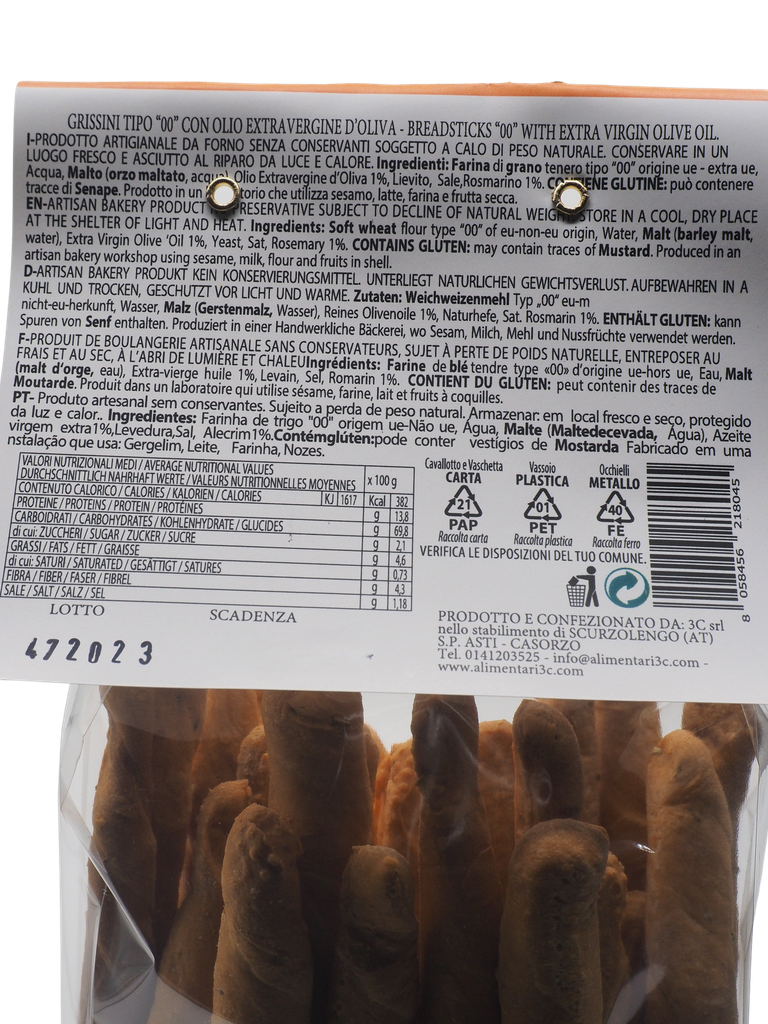 GRISSINI TIPO "00" CON OLIO EXTRAVERGINE D'OLIVA - BREADSTICKS "00" WITH EXTRA VIRGIN OLIVE OIL.
I-PRODOTTO ARTIGIANALE DA FORNO SENZA CONSERVANTI SOGGETTO A CALO DI PESO NATURALE. CONSERVARE IN UN
LUOGO FRESCO E ASCIUTTO AL RIPARO DA LUCE E CALORE. Ingredienti: Farina di grano tenero tipo "00" origine ue - extra ue,
Acqua, Malto (orzo maltato, acqua) Olio Extravergine d'Oliva 1%, Lievito, Sale,Rosmarino 1%. CONTIENE GLUTINE: può contenere
tracce di Senape. Prodotto in un orio che utilizza sesamo, latte, farina e frutta secca.
EN-ARTISAN BAKERY PRODUCT RESERVATIVE SUBJECT TO DECLINE OF NATURAL WEIGH STORE IN A COOL, DRY PLACE
AT THE SHELTER OF LIGHT AND HEAT. Ingredients: Soft wheat flour type "00" of eu-non-eu origin, Water, Malt (barley malt,
water), Extra Virgin Olive 'Oil 1%, Yeast, Sat, Rosemary 1%. CONTAINS GLUTEN: may contain traces of Mustard. Produced in an
artisan bakery workshop using sesame, milk, flour and fruits in shell.
D-ARTISAN BAKERY PRODUKT KEIN KONSERVIERUNGSMITTEL. UNTERLIEGT NATURLICHEN GEWICHTSVERLUST. AUFBEWAHREN IN A
KUHL UND TROCKEN, GESCHUTZT VOR LICHT UND WARME. Zutaten: Weichweizenmehl Typ „00" eu-m
nicht-eu-herkunft, Wasser, Malz (Gerstenmalz, Wasser), Reines Olivenoile 1%, Naturhefe, Sat. Rosmarin 1%. ENTHÄLT GLUTEN: kann
Spuren von Senf enthalten. Produziert in einer Handwerkliche Bäckerei, wo Sesam, Milch, Mehl und Nussfrüchte verwendet werden.
F-PRODUIT DE BOULANGERIE ARTISANALE SANS CONSERVATEURS, SUJET À PERTE DE POIDS NATURELLE, ENTREPOSER AU
FRAIS ET AU SEC, À L'ABRI DE LUMIÈRE ET CHALEUIngrédients: Farine de blé tendre type «00» d'origine ue-hors ue, Eau, Malt
(malt d'orge, eau), Extra-vierge huile 1%, Levain, Sel, Romarin 1%. CONTIENT DU GLUTEN: peut contenir des traces de
Moutarde. Produit dans un laboratoire qui utilise sésame, farine, lait et fruits à coquilles.
PT- Produto artesanal sem conservantes. Sujeito a perda de peso natural. Armazenar em local fresco e seco, protegido
da luz e calor.. Ingredientes: Farinha de trigo "00" origem ue-Não ue, Água, Malte (Maltedecevada, Água), Azeite
virgem extra1%,Levedura,Sal, Alecrim1%.Contémglúten:pode conter vestígios de Mostarda Fabricado em uma
nstalação que usa: Gergelim, Leite, Farinha, Nozes.
VALORI NUTRIZIONALI MEDI / AVERAGE NUTRITIONAL VALUES
DURCHSCHNITTLICH NAHRHAFT WERTE / VALEURS NUTRITIONNELLES MOYENNES x 100 g
CONTENUTO CALORICO / CALORIES / KALORIEN / CALORIES KJ 1617 Kcal 382
PROTEINE / PROTEINS / PROTEIN / PROTÉINES g 13,8
CARBOIDRATI / CARBOHYDRATES / KOHLENHYDRATE / GLUCIDES g 69,8
di cui: ZUCCHERI / SUGAR / ZUCKER / SUCRE g 2,1
GRASSI / FATS / FETT / GRAISSE g 4,6
di cui: SATURI / SATURATED / GESÄTTIGT / SATURES g 0,73
FIBRA / FIBER / FASER / FIBREL g 4,3
SALE / SALT / SALZ / SEL g 1,18
LOTTO SCADENZA
472023
Cavallotto e Vaschetta Vassoio Occhielli
CARTA PLASTICA METALLO
21 01 40
PAP PET FE
Raccolta carta Raccolta plastica Raccolta ferro
VERIFICA LE DISPOSIZIONI DEL TUO COMUNE.
8 058456 218045
PRODOTTO E CONFEZIONATO DA: 3C srl
nello stabilimento di SCURZOLENGO (AT)
S.P. ASTI - CASORZO
Tel. 0141203525 - info@alimentari3c.com -
www.alimentari3c.com